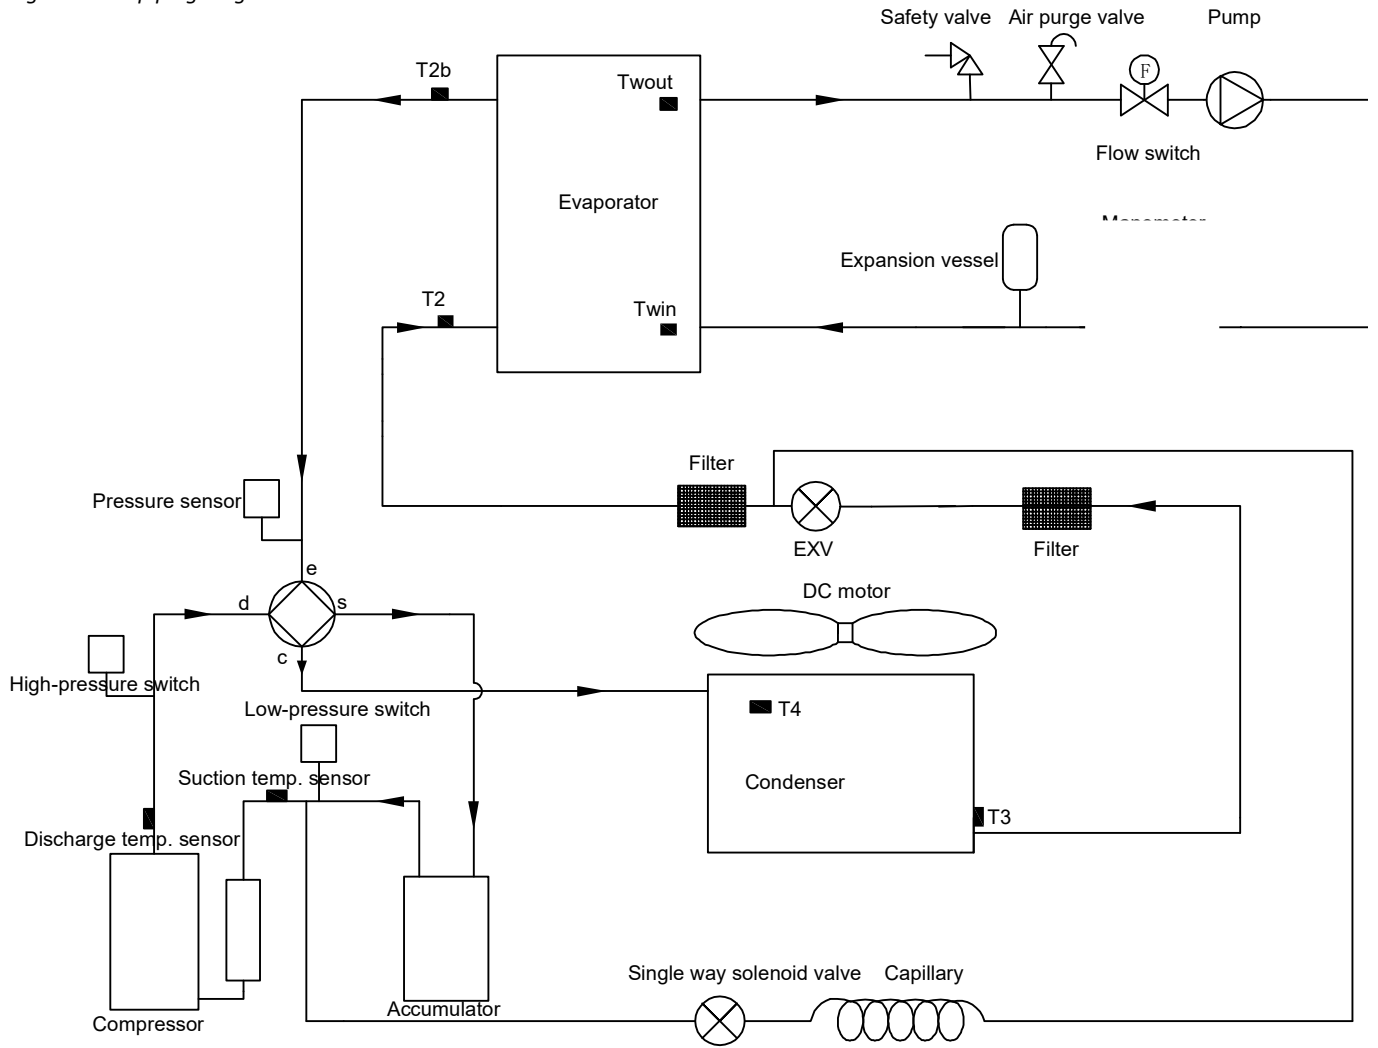 Safety valve Air purge valve Pump
T2b
Twout
F
Flow switch
Evaporator
Expansion vessel
T2
Twin
Filter
Pressure sensor
EXV
Filter
e
DC motor
d
s
c
High-pressure switch
Low-pressure switch
T4
Suction temp. sensor
Condenser
T3
Discharge temp. sensor
Single way solenoid valve Capillary
Accumulator
Compressor